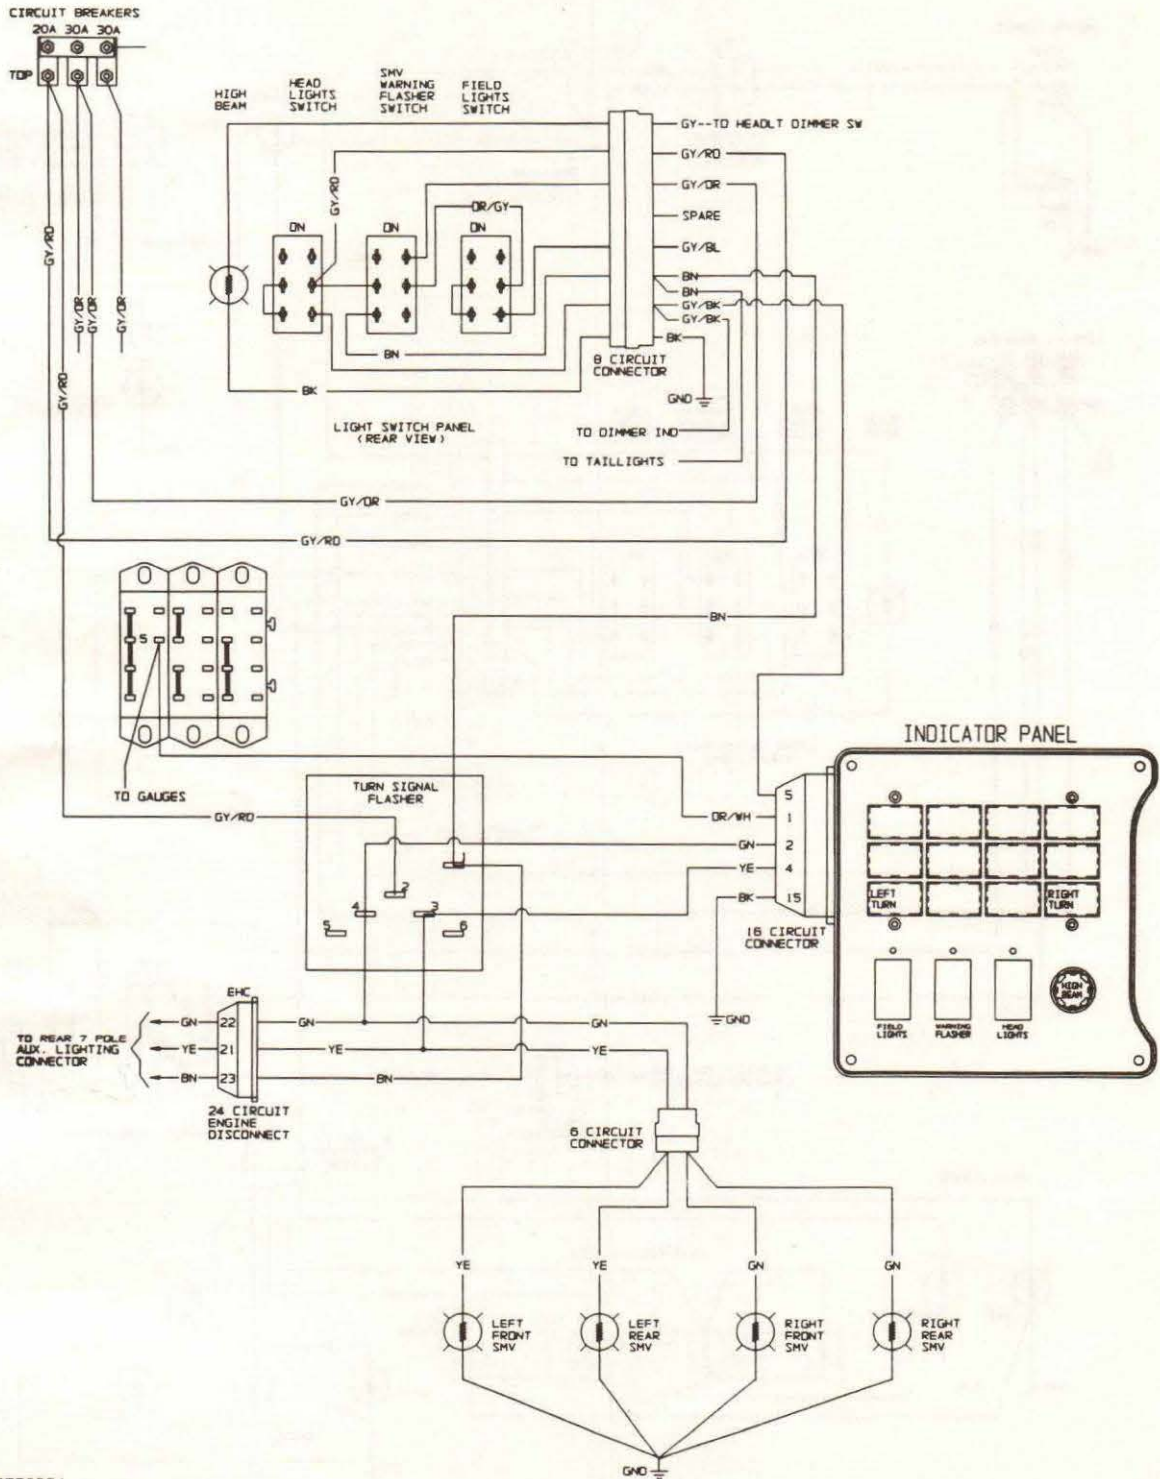 CIRCUIT BREAKERS
20A 30A 30A
TOP
HIGH
BEAM
HEAD
LIGHTS
SWITCH
SMV
WARNING
FLASHER
SWITCH
FIELD
LIGHTS
SWITCH
GY--TO HEADLT DIMMER SW
GY/RD
GY/OR
SPARE
GY/BL
BN
BN
GY/BK
GY/BK
BK
GY/RD
OR/GY
ON
ON
ON
GY/RD
GY/OR
GY/OR
GY/OR
GY/RD
BN
BK
8 CIRCUIT
CONNECTOR
GND
LIGHT SWITCH PANEL
(REAR VIEW)
TO DIMMER IND
TO TAILLIGHTS
GY/OR
GY/RD
BN
5
TO GAUGES
INDICATOR PANEL
TURN SIGNAL
FLASHER
GY/RD
1
2
3
4
5
6
OR/WH
GN
YE
BK
5
1
2
4
15
16 CIRCUIT
CONNECTOR
GND
LEFT
TURN
RIGHT
TURN
FIELD
LIGHTS
WARNING
FLASHER
HEAD
LIGHTS
HIGH
BEAM
EHC
TO REAR 7 POLE
AUX. LIGHTING
CONNECTOR
GN 22 GN GN
YE 21 YE YE
BN 23 BN
24 CIRCUIT
ENGINE
DISCONNECT
6 CIRCUIT
CONNECTOR
YE YE GN GN
LEFT
FRONT
SMV
LEFT
REAR
SMV
RIGHT
FRONT
SMV
RIGHT
REAR
SMV
GND